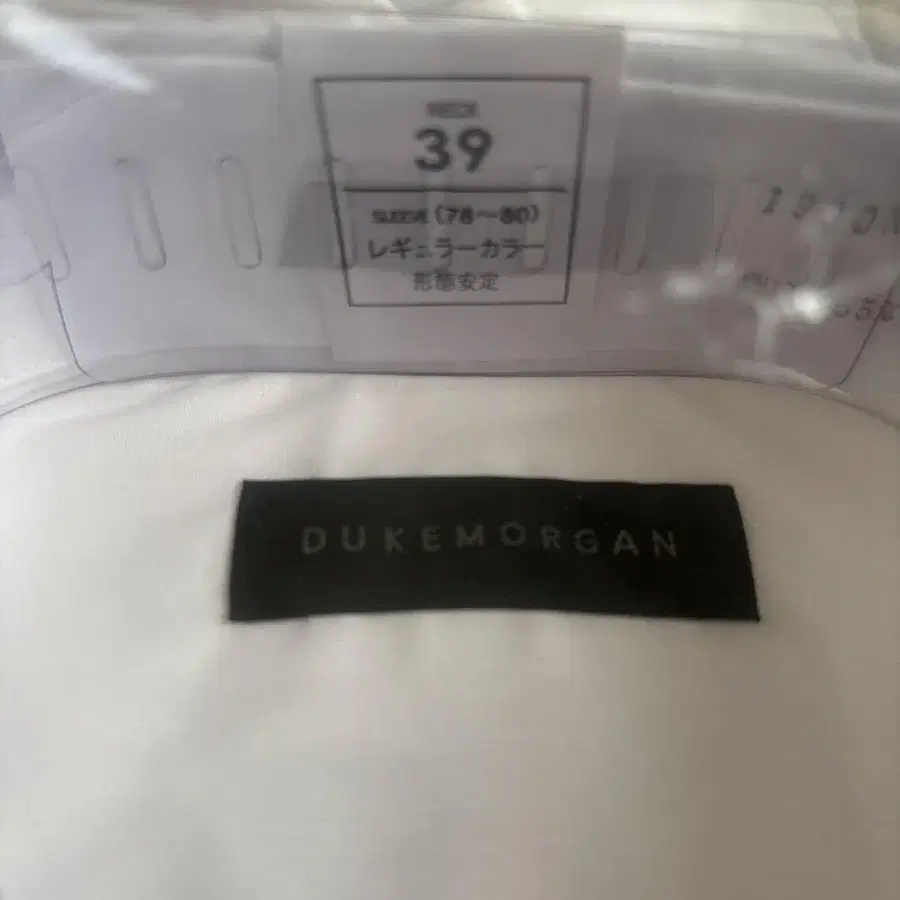 NECK
39
SLEEVE (78～80)
レギュラーカラー
形態安定
DUKEMORGAN